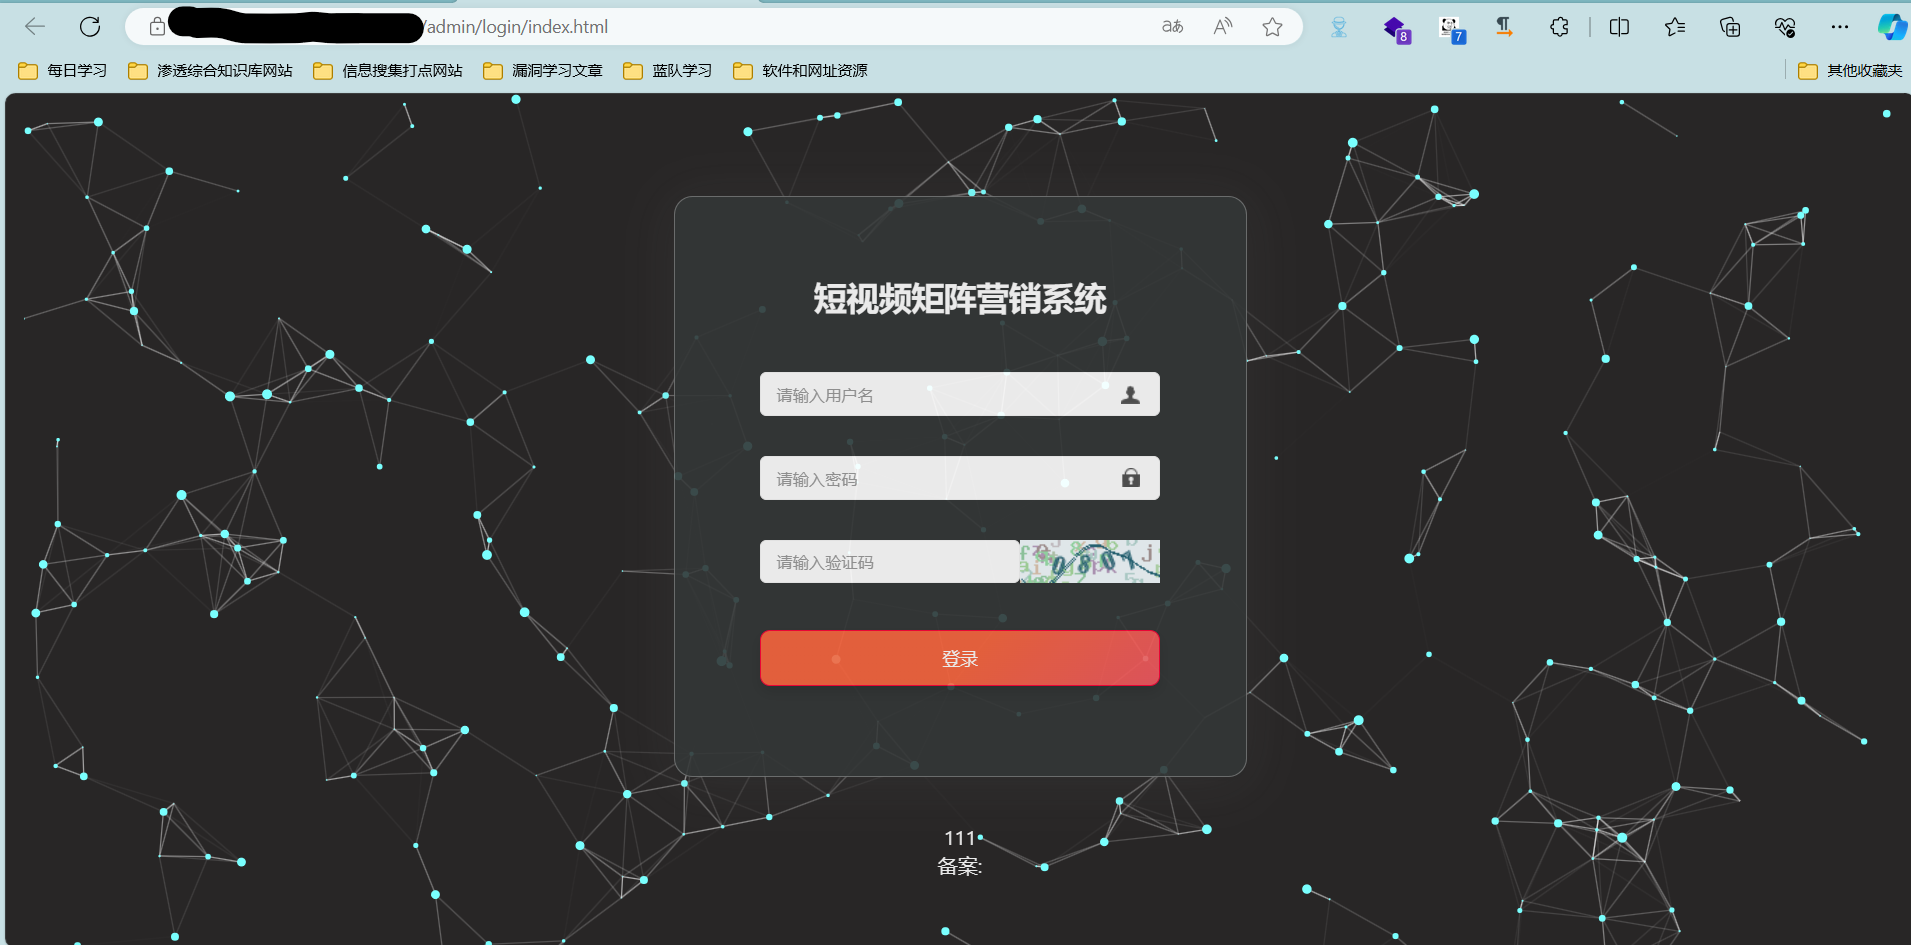 /admin/login/index.html
8
7
每日学习
渗透综合知识库网站
信息搜集打点网站
漏洞学习文章
蓝队学习
软件和网址资源
其他收藏夹
短视频矩阵营销系统
请输入用户名
请输入密码
请输入验证码
登录
111
备案: